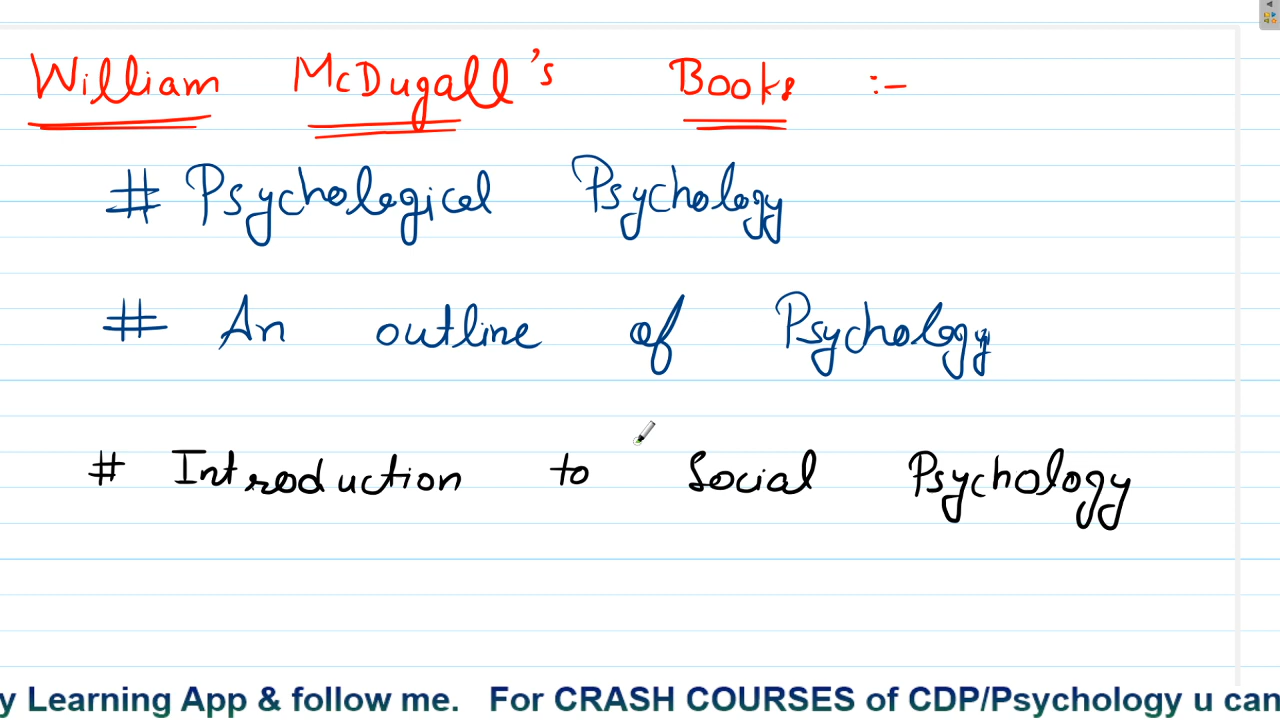 William McDugall's Books :-
# Psychological Psychology
# An outline of Psychology
# Introduction to Social Psychology
y Learning App & follow me. For CRASH COURSES of CDP/Psychology u can